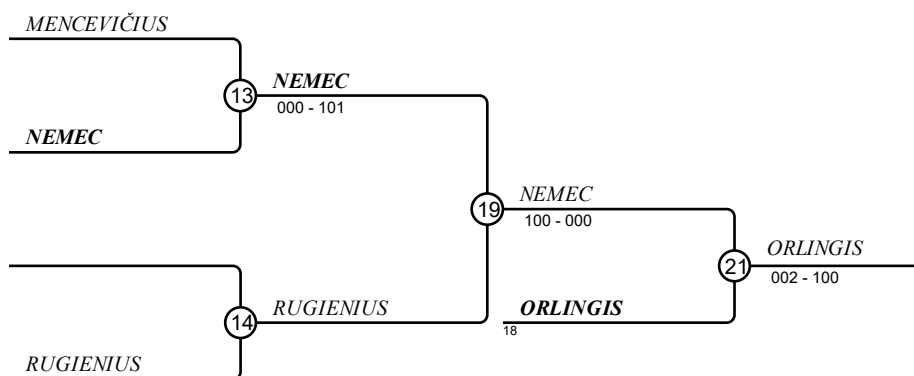 MENCEVIČIUS
13
NEMEC
000 - 101
NEMEC
19
NEMEC
100 - 000
21
ORLINGIS
002 - 100
14
RUGIENIUS
ORLINGIS
18
RUGIENIUS